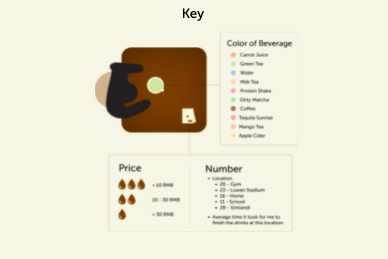 Key
Color of Beverage
Carrot Juice
Green Tea
Water
Milk Tea
Protein Shake
Dirty Matcha
Coffee
Tequila Sunrise
Mango Tea
Apple Cider
Price
< 10 RMB
10 - 30 RMB
> 30 RMB
Number
Location
20 - Gym
23 - Luwan Stadium
16 - Home
11 - School
28 - Xintiandi
Average time it took for me to
finish the drinks at this location.